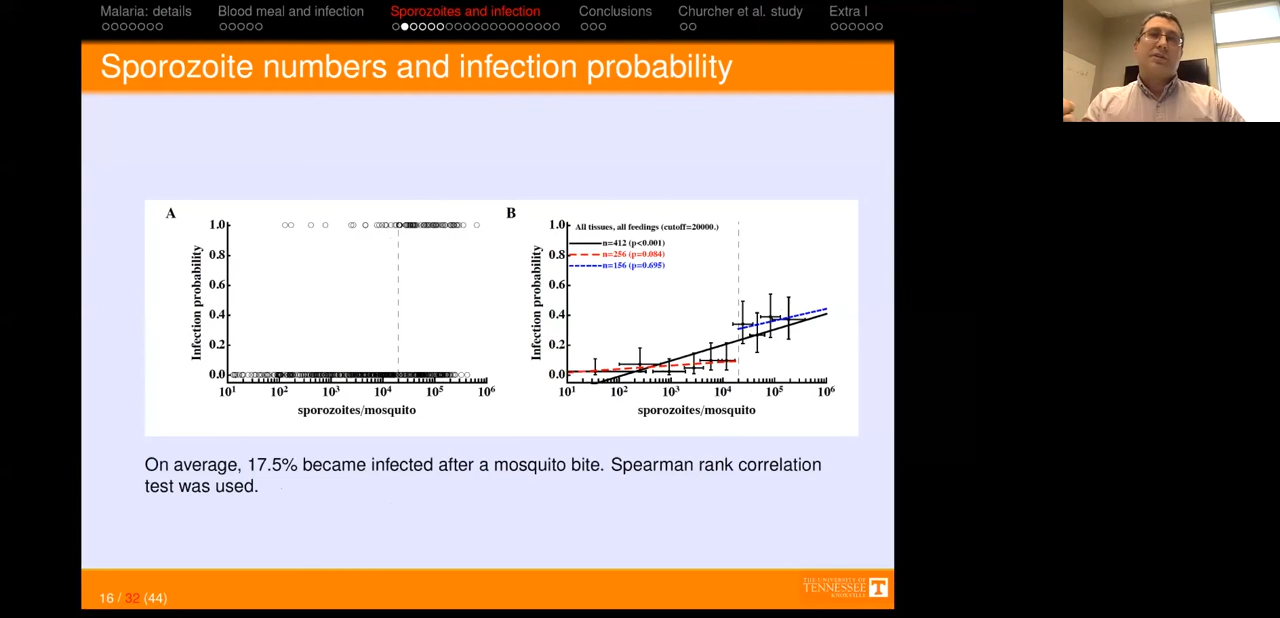 Malaria: details Blood meal and infection Sporozoites and infection Conclusions Churcher et al. study Extra I
Sporozoite numbers and infection probability
A
1.0
0.8
0.6
0.4
0.2
0.0
Infection probability
10¹ 10² 10³ 10⁴ 10⁵ 10⁶
sporozoites/mosquito
B
1.0
0.8
0.6
0.4
0.2
0.0
Infection probability
All tissues, all feedings (cutoff=20000.)
n=412 (p<0.001)
n=256 (p=0.084)
n=156 (p=0.695)
10¹ 10² 10³ 10⁴ 10⁵ 10⁶
sporozoites/mosquito
On average, 17.5% became infected after a mosquito bite. Spearman rank correlation
test was used.
16 / 32 (44)
THE UNIVERSITY OF
TENNESSEE
KNOXVILLE
T